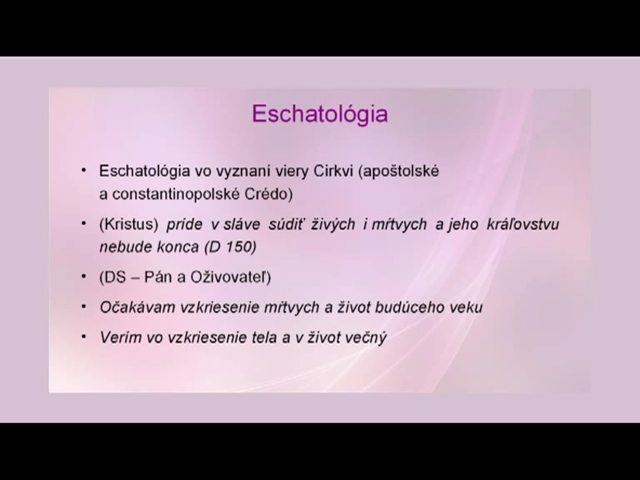 Eschatológia
• Eschatológia vo vyznaní viery Cirkvi (apoštolské
a constantinopolské Crédo)
• (Kristus) príde v sláve súdiť živých i mŕtvych a jeho kráľovstvu
nebude konca (D 150)
• (DS – Pán a Oživovateľ)
• Očakávam vzkriesenie mŕtvych a život budúceho veku
• Verím vo vzkriesenie tela a v život večný